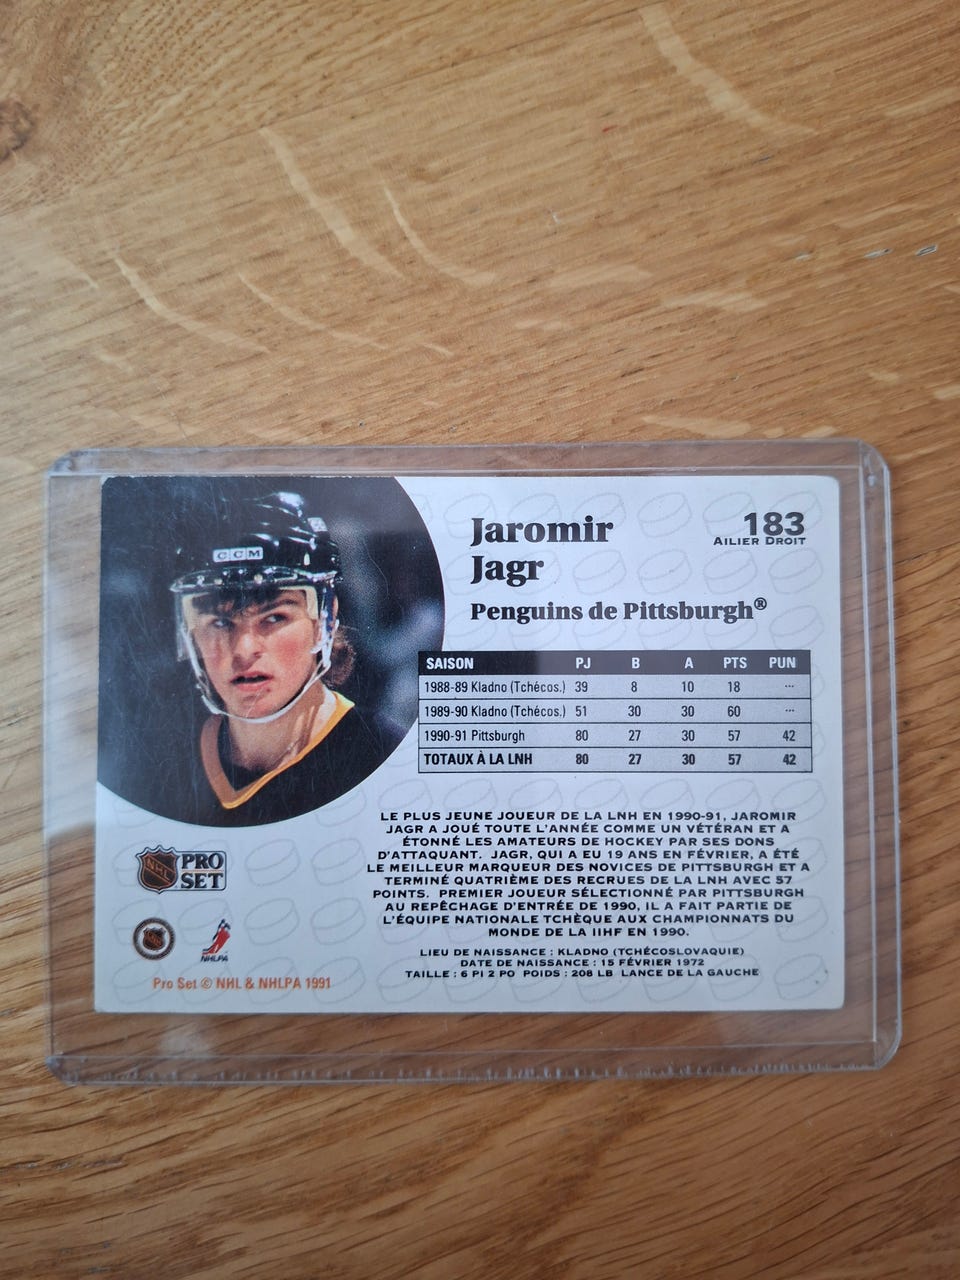 CCM
Jaromir
Jagr
183
AILIER DROIT
Penguins de Pittsburgh®
SAISON PJ B A PTS PUN
1988-89 Kladno (Tchécos.) 39 8 10 18 ...
1989-90 Kladno (Tchécos.) 51 30 30 60 ...
1990-91 Pittsburgh 80 27 30 57 42
TOTAUX À LA LNH 80 27 30 57 42
LE PLUS JEUNE JOUEUR DE LA LNH EN 1990-91, JAROMIR
JAGR A JOUÉ TOUTE L'ANNÉE COMME UN VÉTÉRAN ET A
ÉTONNÉ LES AMATEURS DE HOCKEY PAR SES DONS
D'ATTAQUANT. JAGR, QUI A EU 19 ANS EN FÉVRIER, A ÉTÉ
LE MEILLEUR MARQUEUR DES NOVICES DE PITTSBURGH ET A
TERMINÉ QUATRIÈME DES RECRUES DE LA LNH AVEC 57
POINTS. PREMIER JOUEUR SÉLECTIONNÉ PAR PITTSBURGH
AU REPÊCHAGE D'ENTRÉE DE 1990, IL A FAIT PARTIE DE
L'ÉQUIPE NATIONALE TCHÈQUE AUX CHAMPIONNATS DU
MONDE DE LA IIHF EN 1990.
LIEU DE NAISSANCE : KLADNO (TCHÉCOSLOVAQUIE)
DATE DE NAISSANCE : 15 FÉVRIER 1972
TAILLE : 6 PI 2 PO POIDS : 208 LB LANCE DE LA GAUCHE
NHL PRO
SET
NHL
NHLPA
Pro Set © NHL & NHLPA 1991